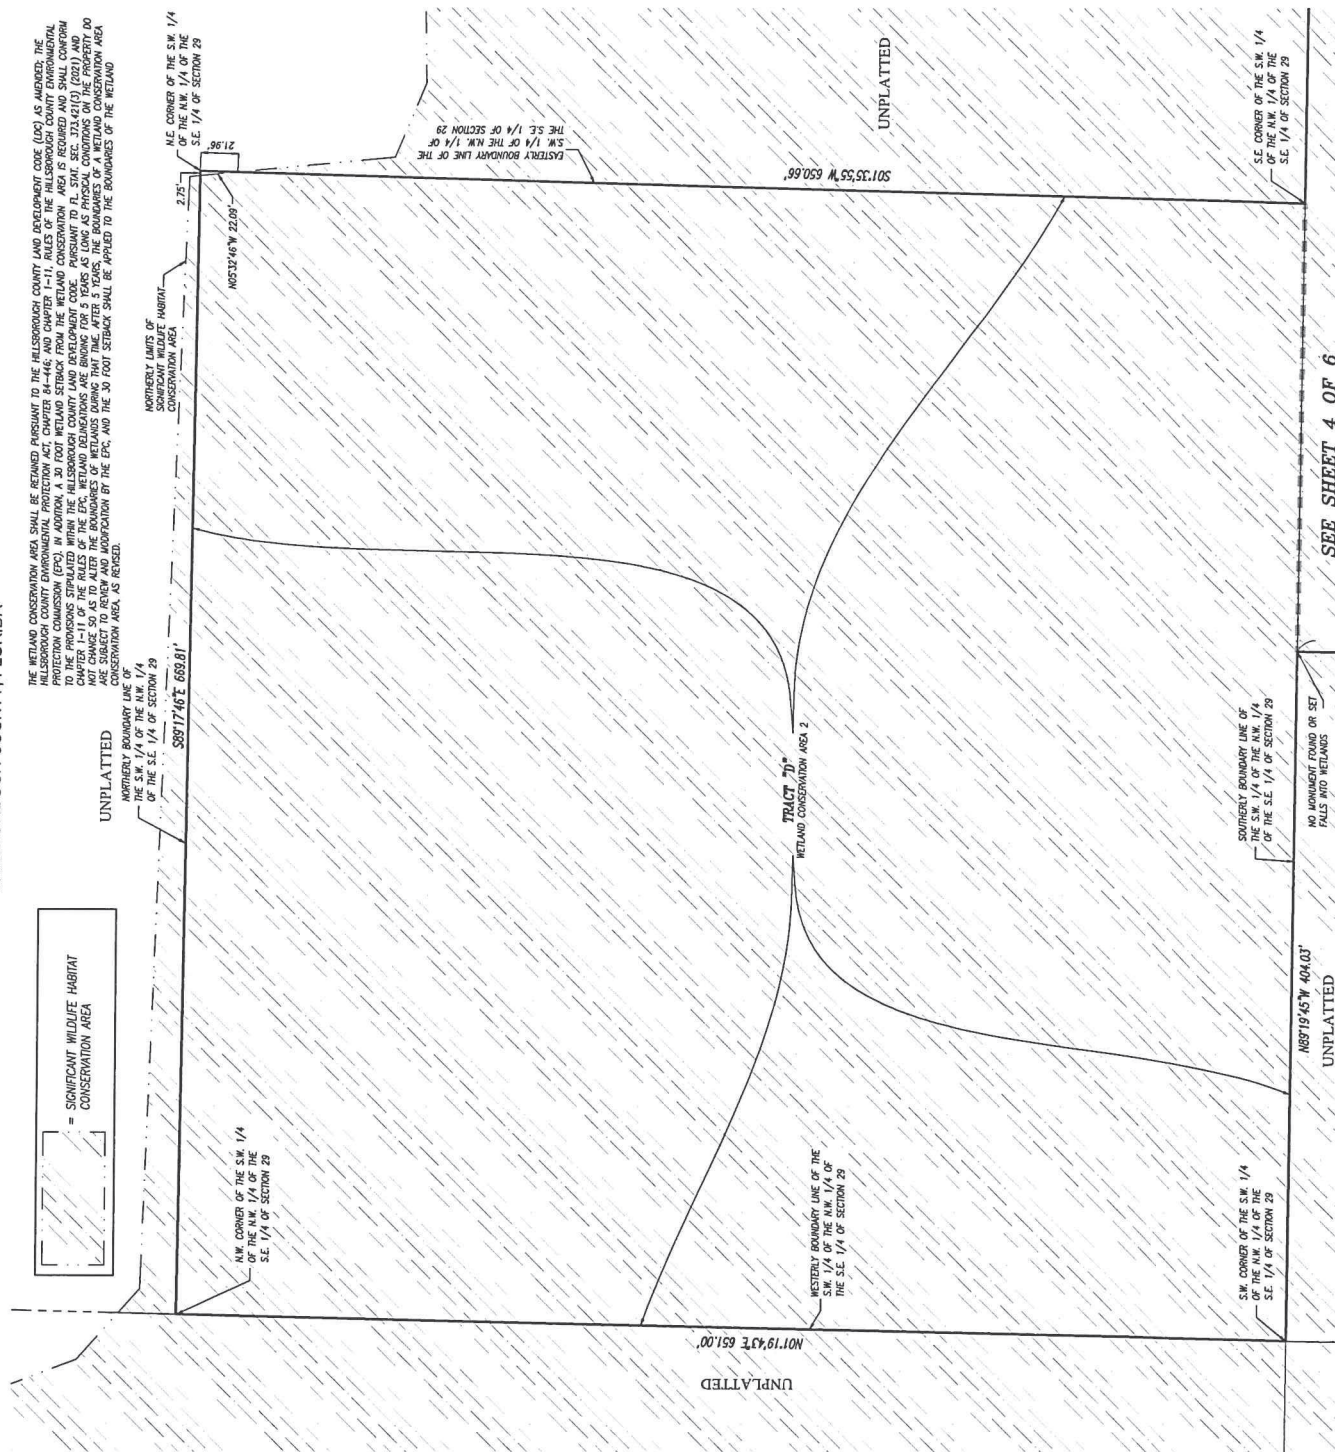 THE WETLAND CONSERVATION AREA SHALL BE RETAINED PURSUANT TO THE HILLSBOROUGH COUNTY LAND DEVELOPMENT CODE (LDC) AS AMENDED; THE
HILLSBOROUGH COUNTY ENVIRONMENTAL PROTECTION ACT, CHAPTER 84-446; AND CHAPTER 1-11, RULES OF THE HILLSBOROUGH COUNTY ENVIRONMENTAL
PROTECTION COMMISSION (EPC). IN ADDITION, A 30 FOOT WETLAND SETBACK FROM THE WETLAND CONSERVATION AREA IS REQUIRED AND SHALL CONFORM
TO THE PROVISIONS STIPULATED WITHIN THE HILLSBOROUGH COUNTY LAND DEVELOPMENT CODE. PURSUANT TO FL. STAT. SEC. 373.421(3) (2021) AND
CHAPTER 1-11 OF THE RULES OF THE EPC, WETLAND DELINEATIONS ARE BINDING FOR 5 YEARS AS LONG AS PHYSICAL CONDITIONS ON THE PROPERTY DO
NOT CHANGE SO AS TO ALTER THE BOUNDARIES OF WETLANDS DURING THAT TIME. AFTER 5 YEARS, THE BOUNDARIES OF A WETLAND CONSERVATION AREA
ARE SUBJECT TO REVIEW AND MODIFICATION BY THE EPC, AND THE 30 FOOT SETBACK SHALL BE APPLIED TO THE BOUNDARIES OF THE WETLAND
CONSERVATION AREA, AS REVISED.
= SIGNIFICANT WILDLIFE HABITAT
CONSERVATION AREA
UNPLATTED
NORTHERLY BOUNDARY LINE OF
THE S.W. 1/4 OF THE N.W. 1/4
OF THE S.E. 1/4 OF SECTION 29
S89°17'46"E 669.81'
NORTHERLY LIMITS OF
SIGNIFICANT WILDLIFE HABITAT
CONSERVATION AREA
2.75'
21.96'
N05°32'46"W 22.09'
N.E. CORNER OF THE S.W. 1/4
OF THE N.W. 1/4 OF THE
S.E. 1/4 OF SECTION 29
N.W. CORNER OF THE S.W. 1/4
OF THE N.W. 1/4 OF THE
S.E. 1/4 OF SECTION 29
EASTERLY BOUNDARY LINE OF THE
S.W. 1/4 OF THE N.W. 1/4 OF
THE S.E. 1/4 OF SECTION 29
S01°35'55"W 650.66'
UNPLATTED
TRACT "D"
WETLAND CONSERVATION AREA 2
WESTERLY BOUNDARY LINE OF THE
S.W. 1/4 OF THE N.W. 1/4 OF
THE S.E. 1/4 OF SECTION 29
N01°19'43"E 651.00'
UNPLATTED
S.W. CORNER OF THE S.W. 1/4
OF THE N.W. 1/4 OF THE
S.E. 1/4 OF SECTION 29
SOUTHERLY BOUNDARY LINE OF
THE S.W. 1/4 OF THE N.W. 1/4
OF THE S.E. 1/4 OF SECTION 29
S.E. CORNER OF THE S.W. 1/4
OF THE N.W. 1/4 OF THE
S.E. 1/4 OF SECTION 29
N89°19'45"W 404.03'
UNPLATTED
NO MONUMENT FOUND OR SET
FALLS INTO WETLANDS
SEE SHEET 4 OF 6